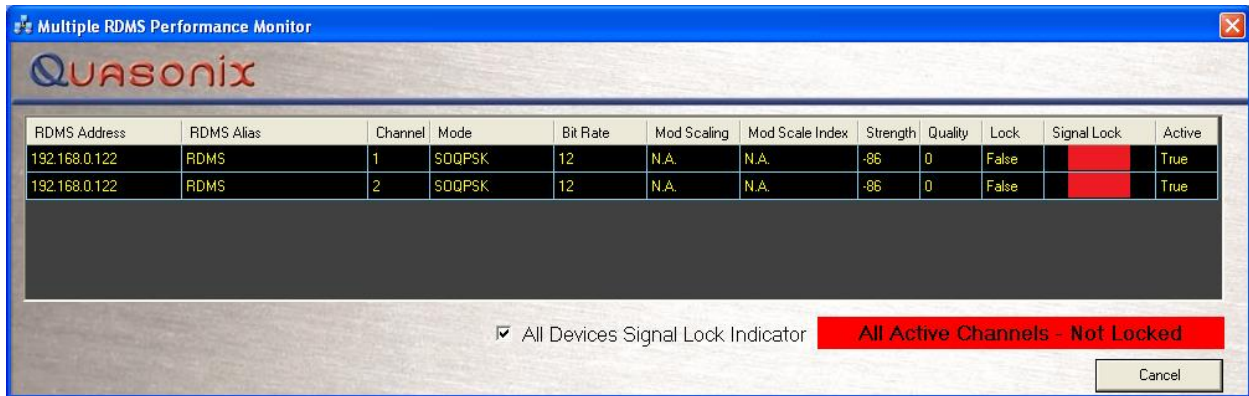 Multiple RDMS Performance Monitor
Quasonix
RDMS Address RDMS Alias Channel Mode Bit Rate Mod Scaling Mod Scale Index Strength Quality Lock Signal Lock Active
192.168.0.122 RDMS 1 SOQPSK 12 N.A. N.A. -86 0 False True
192.168.0.122 RDMS 2 SOQPSK 12 N.A. N.A. -86 0 False True
All Devices Signal Lock Indicator All Active Channels - Not Locked
Cancel